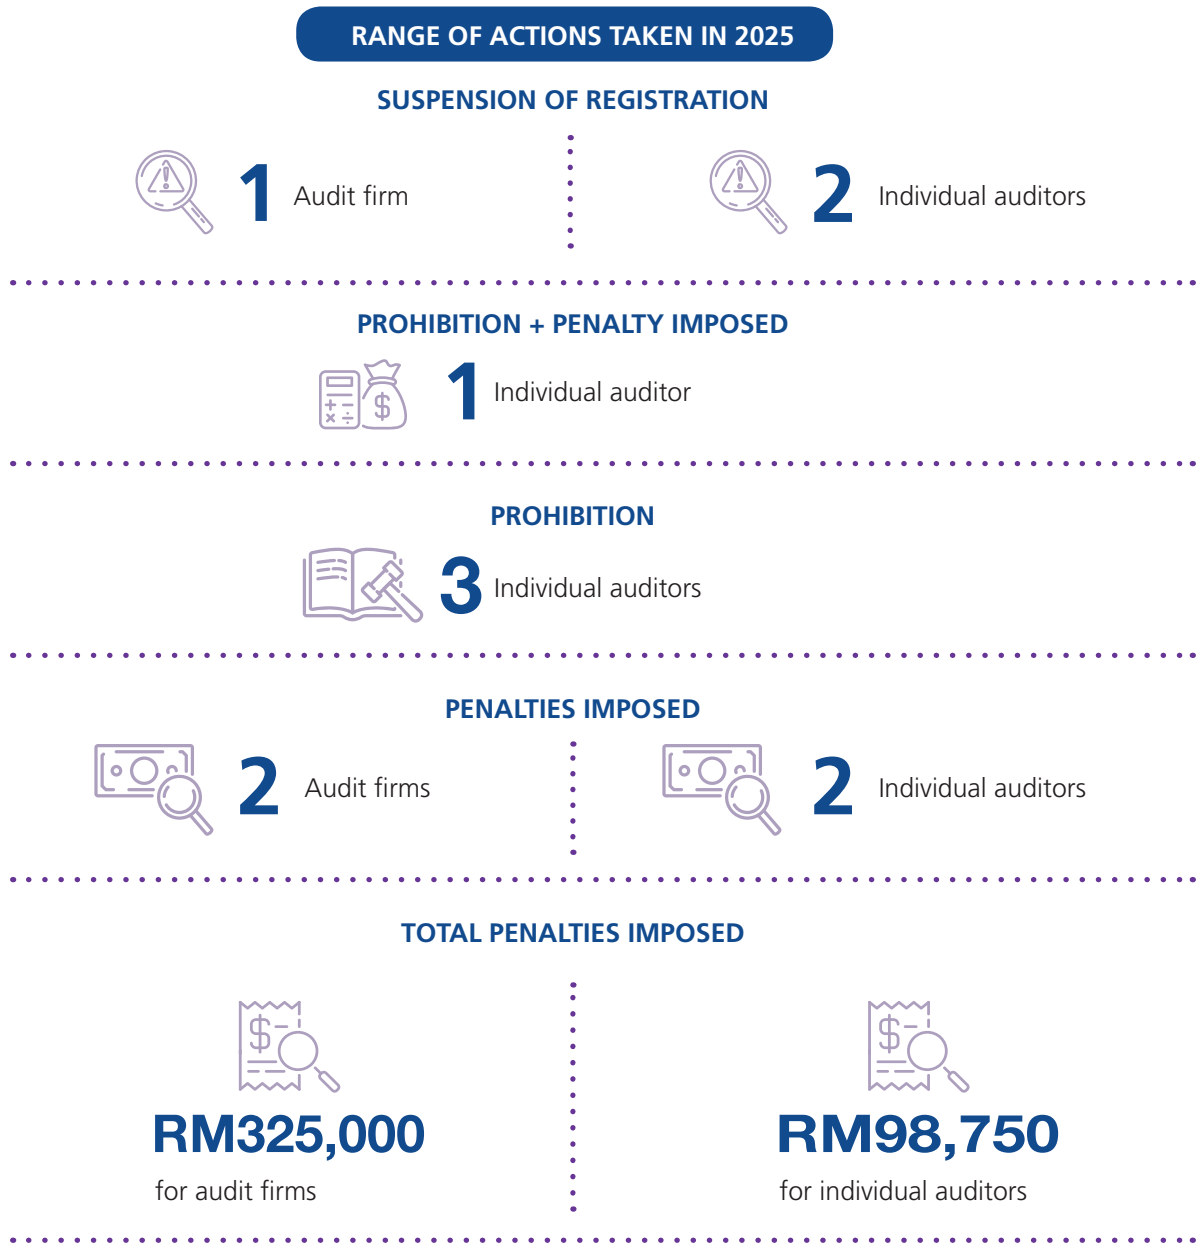 RANGE OF ACTIONS TAKEN IN 2025
SUSPENSION OF REGISTRATION
1 Audit firm
2 Individual auditors
PROHIBITION + PENALTY IMPOSED
1 Individual auditor
PROHIBITION
3 Individual auditors
PENALTIES IMPOSED
2 Audit firms
2 Individual auditors
TOTAL PENALTIES IMPOSED
RM325,000
for audit firms
RM98,750
for individual auditors